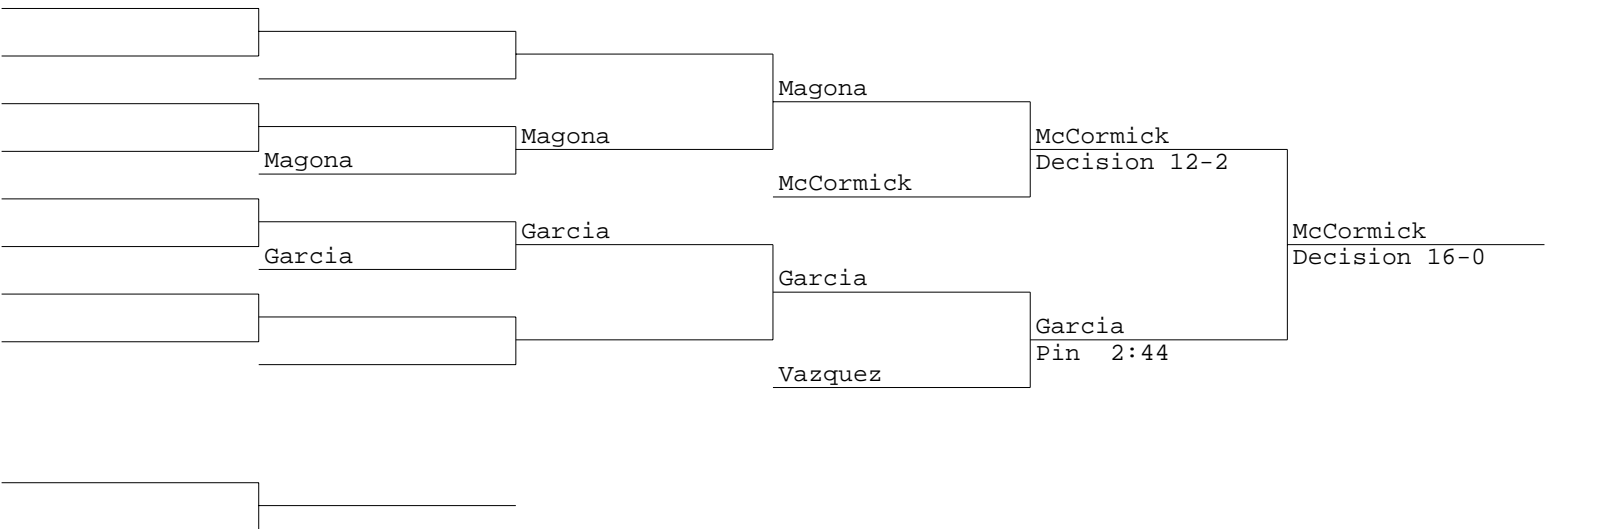 Magona
Magona
McCormick
Magona
Decision 12-2
McCormick
Garcia
McCormick
Garcia
Decision 16-0
Garcia
Garcia
Pin  2:44
Vazquez